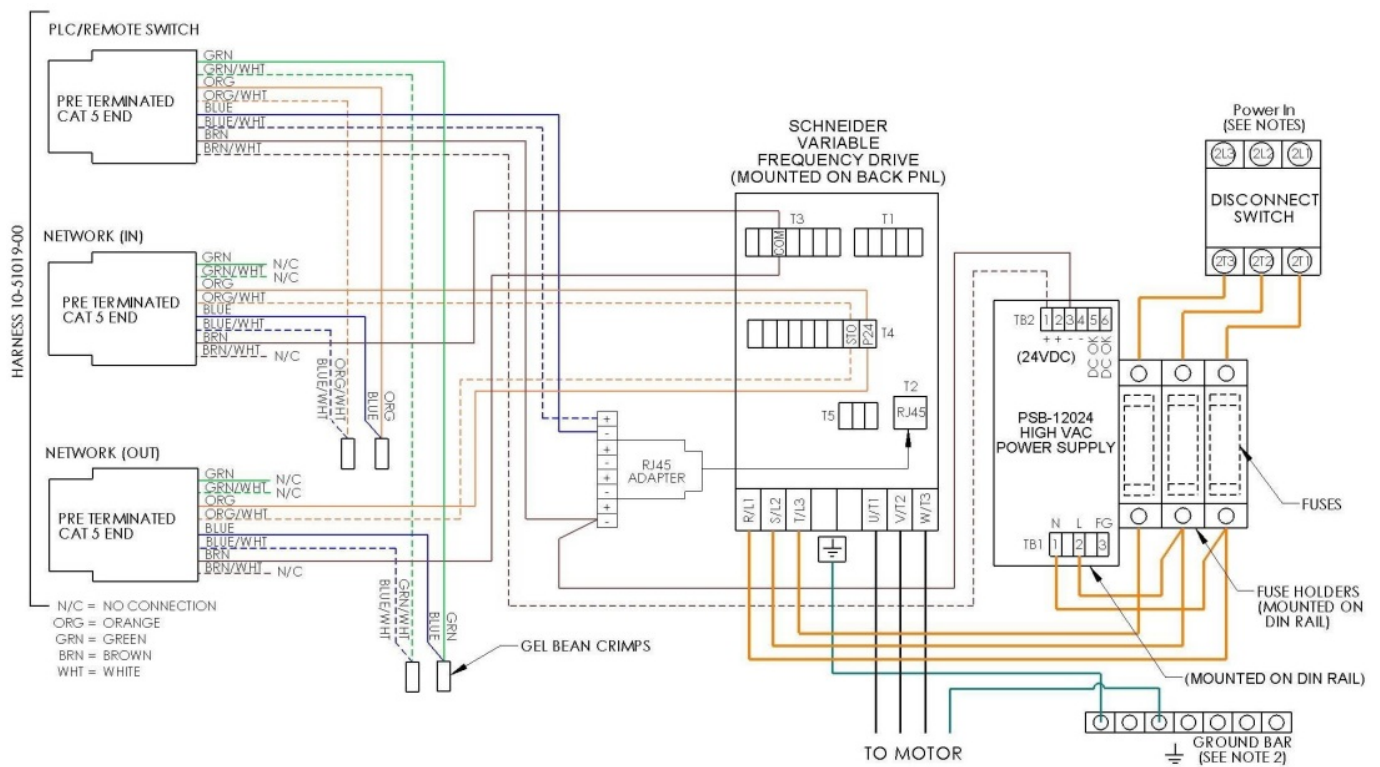 HARNESS 10-51019-00
PLC/REMOTE SWITCH
PRE TERMINATED
CAT 5 END
GRN
GRN/WHT
ORG
ORG/WHT
BLUE
BLUE/WHT
BRN
BRN/WHT
NETWORK (IN)
PRE TERMINATED
CAT 5 END
GRN
N/C
GRN/WHT
N/C
ORG
ORG/WHT
BLUE
BLUE/WHT
BRN
BRN/WHT
N/C
BLUE/WHT
ORG/WHT
BLUE
ORG
NETWORK (OUT)
PRE TERMINATED
CAT 5 END
GRN
N/C
GRN/WHT
N/C
ORG
ORG/WHT
BLUE
BLUE/WHT
BRN
BRN/WHT
N/C
BLUE/WHT
GRN/WHT
BLUE
GRN
GEL BEAN CRIMPS
N/C = NO CONNECTION
ORG = ORANGE
GRN = GREEN
BRN = BROWN
WHT = WHITE
+
-
+
-
+
-
+
-
RJ45
ADAPTER
SCHNEIDER
VARIABLE
FREQUENCY DRIVE
(MOUNTED ON BACK PNL)
T3
T1
COM
STO
P24
T4
T2
T5
RJ45
R/L1
S/L2
T/L3
U/T1
V/T2
W/T3
TO MOTOR
Power In
(SEE NOTES)
2L3
2L2
2L1
DISCONNECT
SWITCH
2T3
2T2
2T1
TB2
1
2
3
4
5
6
+
+
-
-
DC OK
DC OK
(24VDC)
PSB-12024
HIGH VAC
POWER SUPPLY
N
L
FG
TB1
1
2
3
FUSES
FUSE HOLDERS
(MOUNTED ON
DIN RAIL)
(MOUNTED ON DIN RAIL)
GROUND BAR
(SEE NOTE 2)